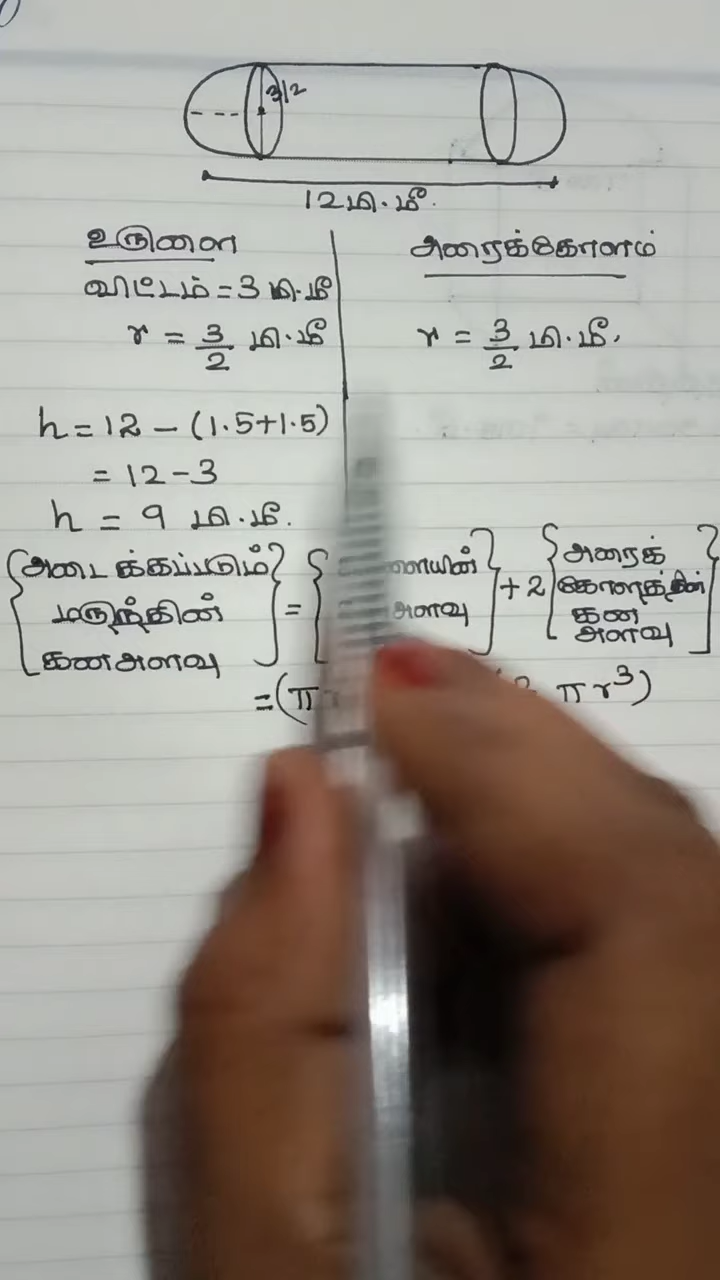 3/2
12மி.மீ.
உருளை
விட்டம் = 3 மி.மீ
r = 3/2 மி.மீ
h = 12 - (1.5+1.5)
= 12 - 3
h = 9 மி.மீ.
அரைக்கோளம்
r = 3/2 மி.மீ.
{அடைக்கப்படும் மருந்தின் கனஅளவு} = { அளவு} + 2 {அரைக் கோளத்தின் கன அளவு}
= (π π r³)